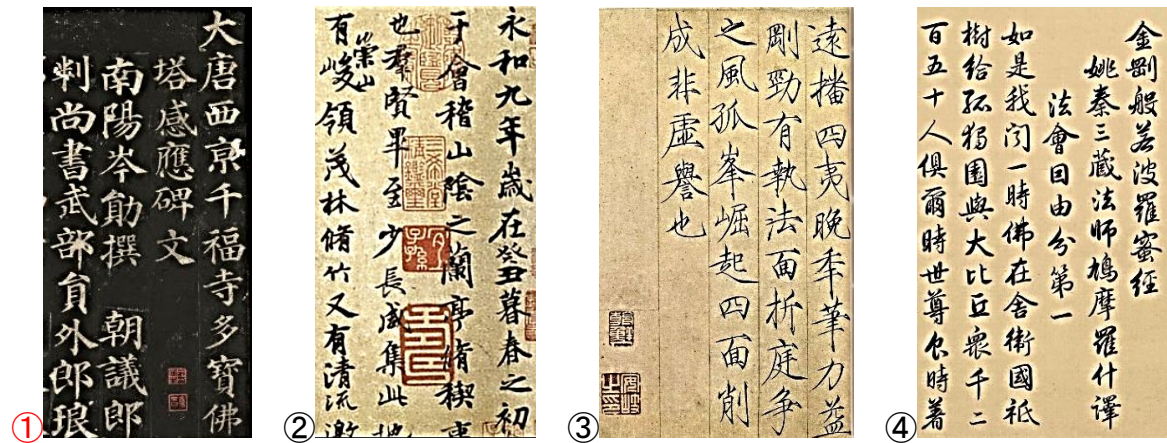 ①
大唐西京千福寺多寶佛
塔感應碑文
南陽岑勛撰 朝議郎
判尚書武部員外郎琅
②
永和九年歲在癸丑暮春之初
于會稽山陰之蘭亭脩稧事
也羣賢畢至少長咸集此地
有崇山峻領茂林脩竹又有清流激
③
遠播四夷晚秊筆力益
剛勁有執法面折庭爭
之風孤峯崛起四面削
成非虛譽也
④
金剛般若波羅蜜經
姚秦三藏法師鳩摩羅什譯
法會因由分第一
如是我聞一時佛在舍衛國祇
樹給孤獨園與大比丘衆千二
百五十人俱爾時世尊食時著